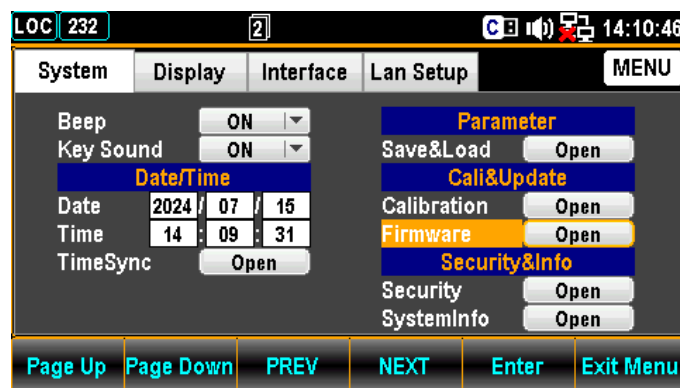 LOC 232 2 C 14:10:46
System Display Interface Lan Setup MENU
Beep ON
Key Sound ON
Date/Time
Date 2024 / 07 / 15
Time 14 : 09 : 31
TimeSync Open
Parameter
Save&Load Open
Cali&Update
Calibration Open
Firmware Open
Security&Info
Security Open
SystemInfo Open
Page Up Page Down PREV NEXT Enter Exit Menu